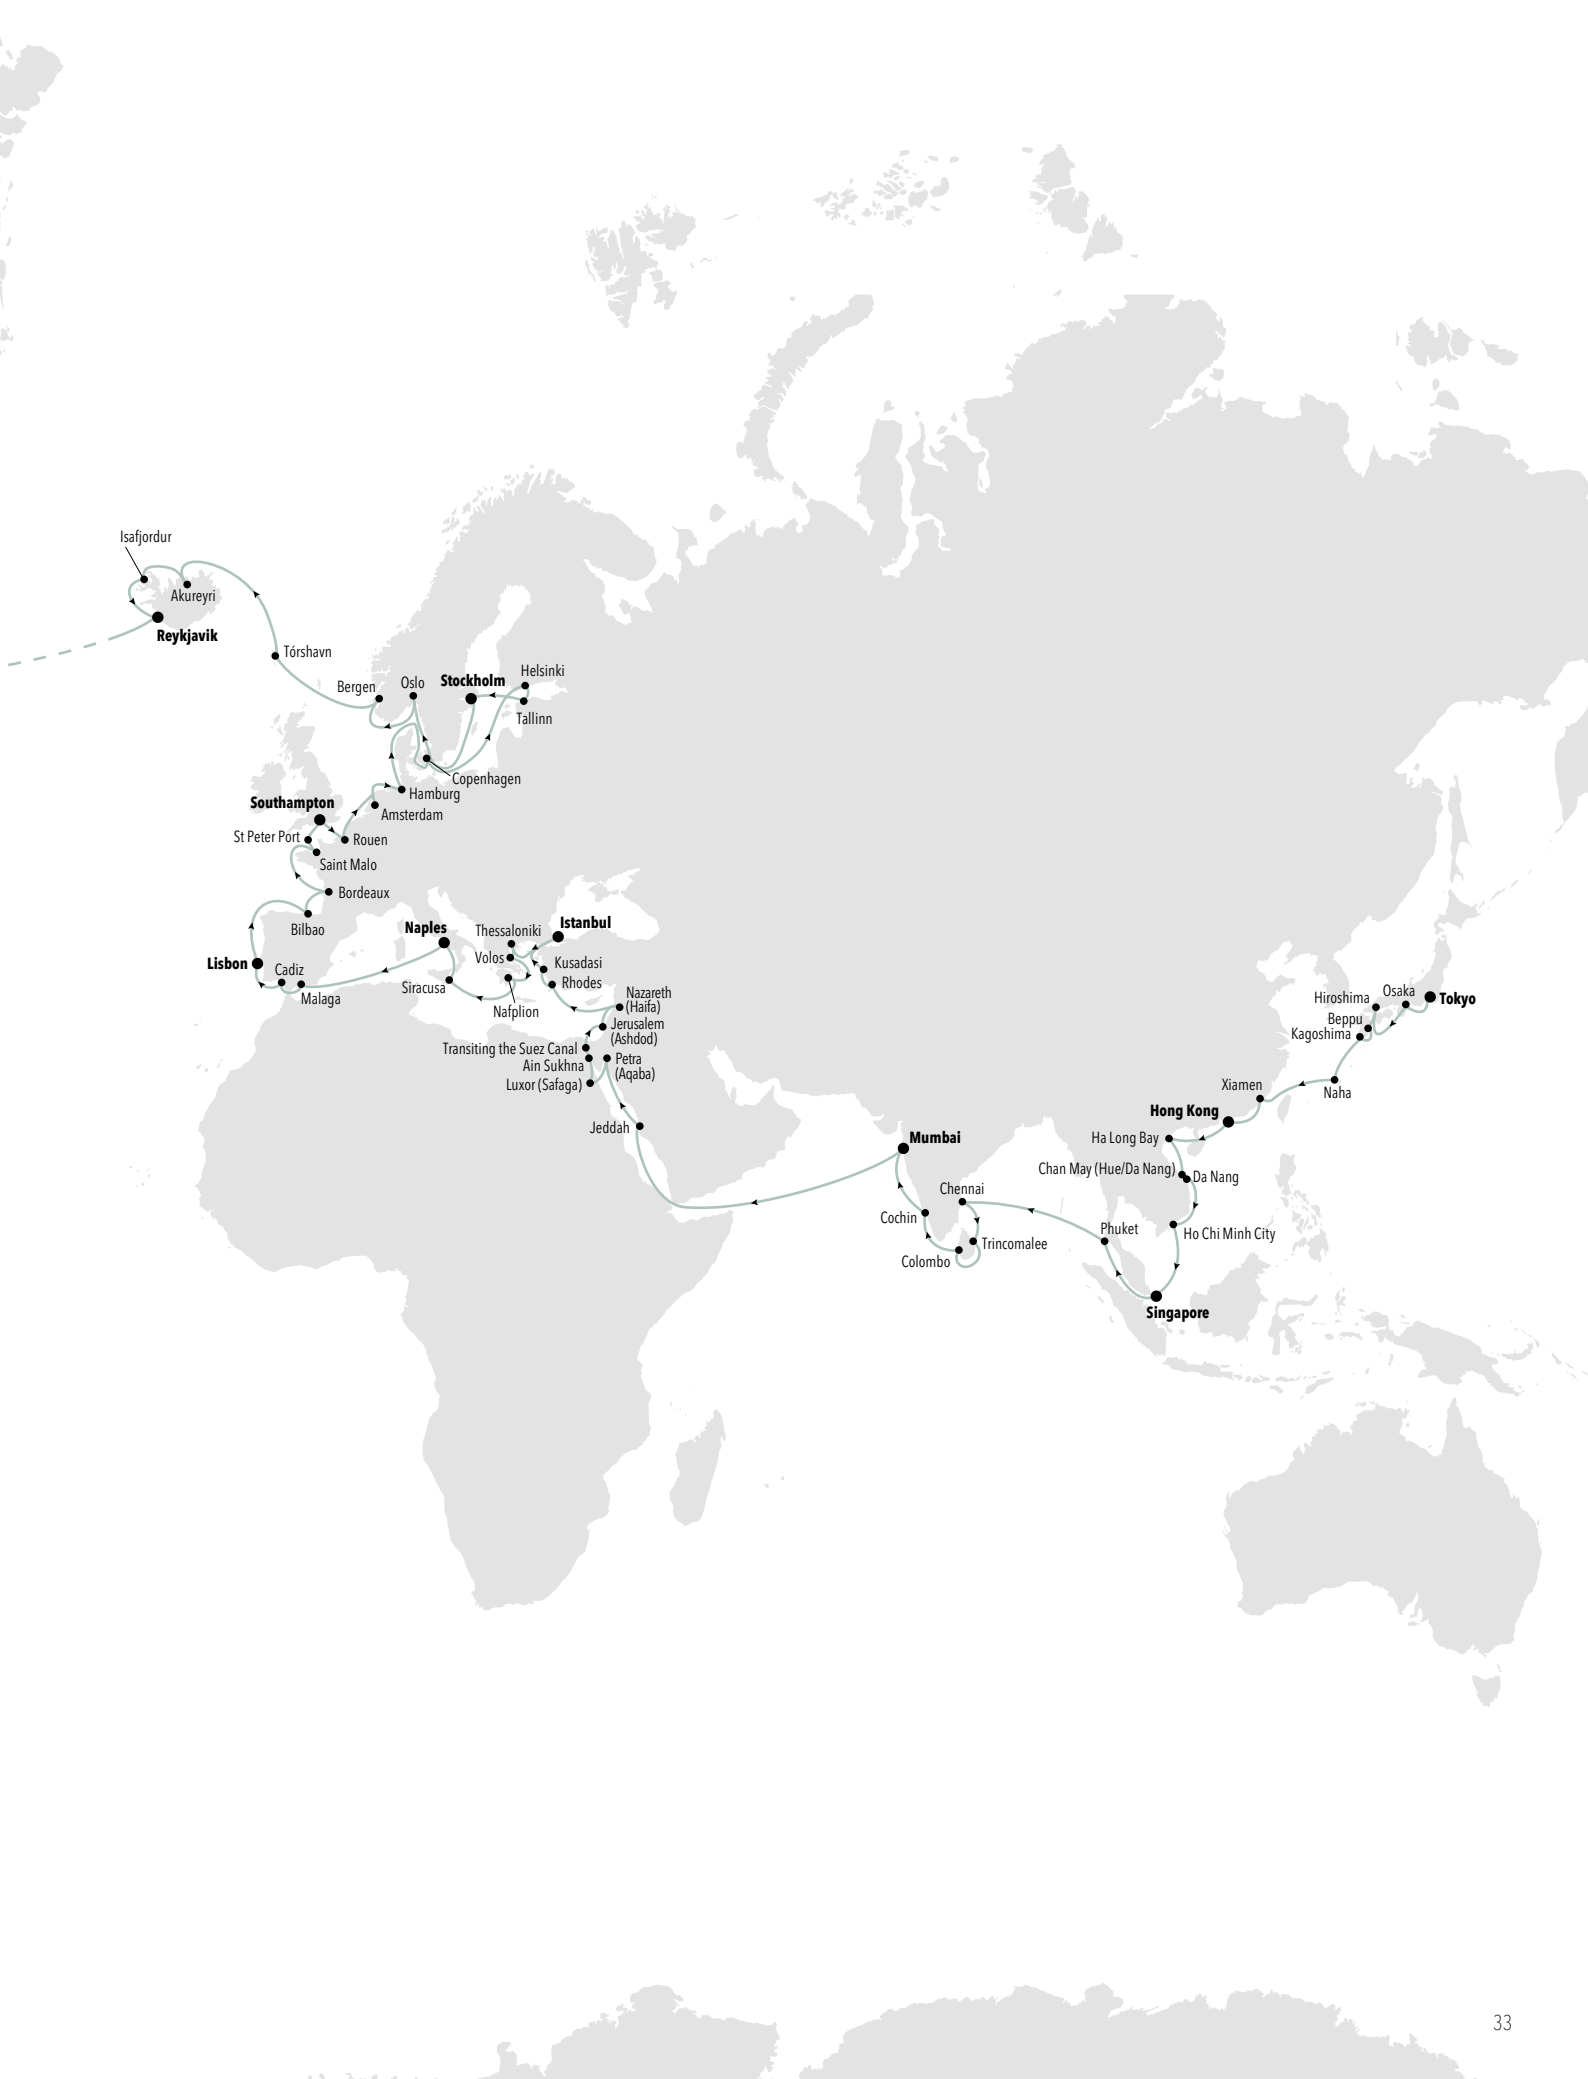 Isafjordur
Akureyri
Reykjavik
Tórshavn
Bergen
Oslo
Stockholm
Helsinki
Tallinn
Copenhagen
Hamburg
Amsterdam
Southampton
St Peter Port
Rouen
Saint Malo
Bordeaux
Bilbao
Lisbon
Cadiz
Malaga
Naples
Siracusa
Thessaloniki
Istanbul
Volos
Kusadasi
Rhodes
Nafplion
Nazareth
(Haifa)
Jerusalem
(Ashdod)
Transiting the Suez Canal
Ain Sukhna
Petra
(Aqaba)
Luxor (Safaga)
Jeddah
Mumbai
Chennai
Cochin
Colombo
Trincomalee
Phuket
Singapore
Ho Chi Minh City
Da Nang
Chan May (Hue/Da Nang)
Ha Long Bay
Hong Kong
Xiamen
Naha
Kagoshima
Beppu
Hiroshima
Osaka
Tokyo
33